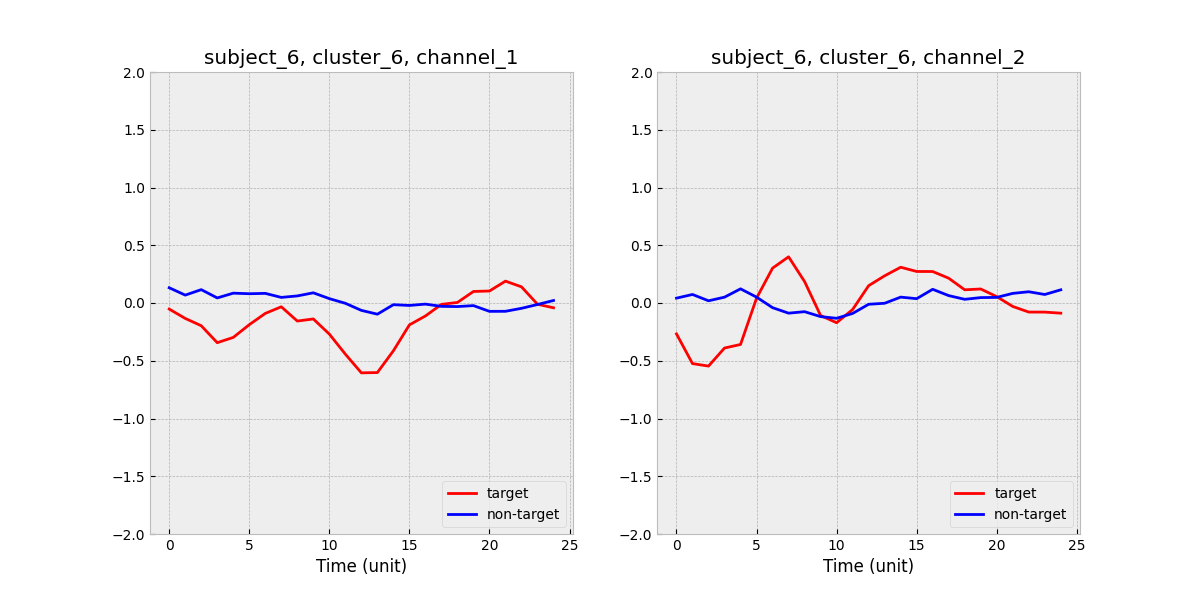 subject_6, cluster_6, channel_1
2.0
1.5
1.0
0.5
0.0
−0.5
−1.0
−1.5
−2.0
0 5 10 15 20 25
Time (unit)
target
non-target
subject_6, cluster_6, channel_2
2.0
1.5
1.0
0.5
0.0
−0.5
−1.0
−1.5
−2.0
0 5 10 15 20 25
Time (unit)
target
non-target